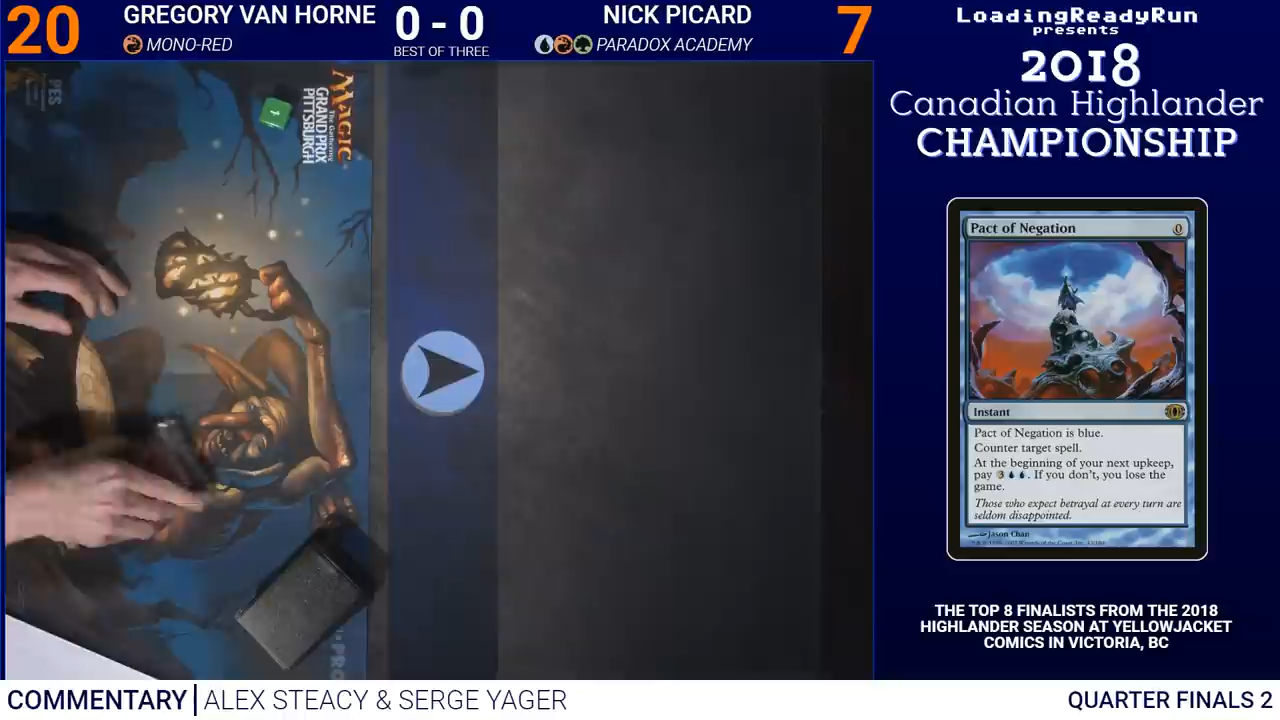 20
GREGORY VAN HORNE
MONO-RED
0 - 0
BEST OF THREE
NICK PICARD
PARADOX ACADEMY
7
LoadingReadyRun
presents
2018
Canadian Highlander
CHAMPIONSHIP
MAGIC
The Gathering
GRAND PRIX
PITTSBURGH
Pact of Negation
0
Instant
Pact of Negation is blue.
Counter target spell.
At the beginning of your next upkeep,
pay 3. If you don't, you lose the
game.
Those who expect betrayal at every turn are
seldom disappointed.
Jason Chan
THE TOP 8 FINALISTS FROM THE 2018
HIGHLANDER SEASON AT YELLOWJACKET
COMICS IN VICTORIA, BC
COMMENTARY | ALEX STEACY & SERGE YAGER
QUARTER FINALS 2